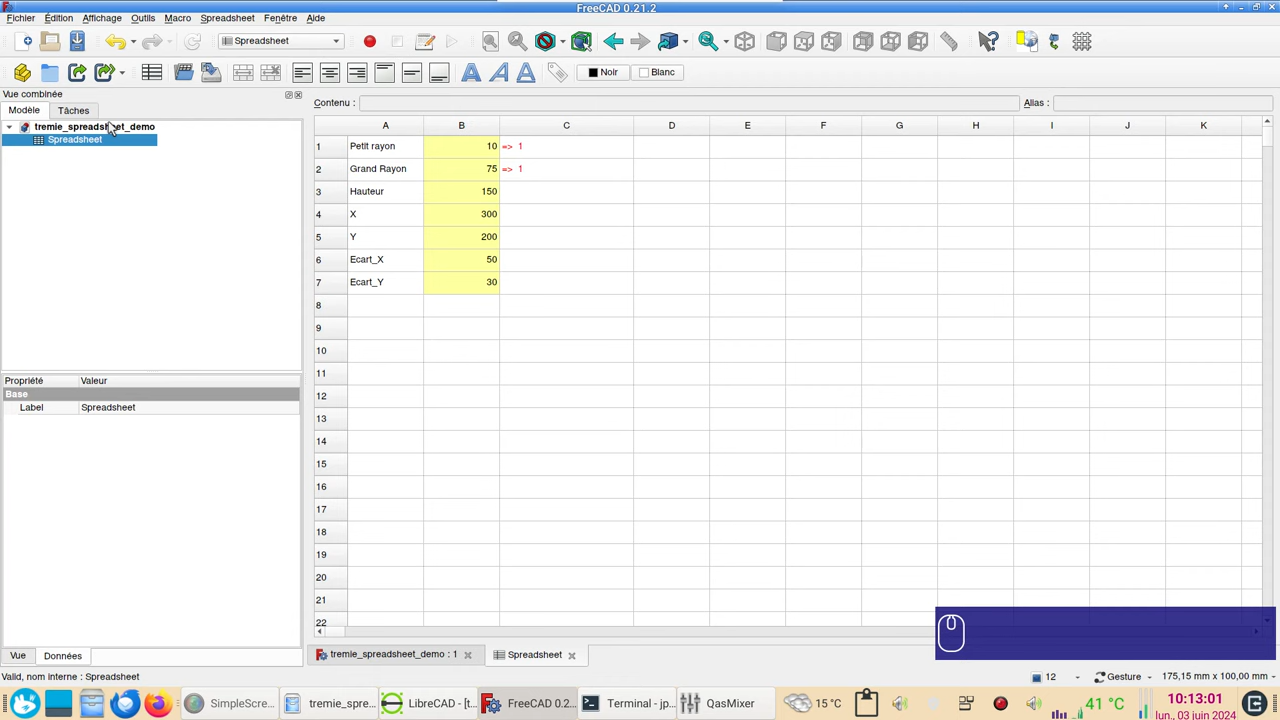 FreeCAD 0.21.2
Fichier Édition Affichage Outils Macro Spreadsheet Fenêtre Aide
Spreadsheet
Noir Blanc
Vue combinée
Contenu : Alias :
Modèle Tâches
tremie_spreadsheet_demo
Spreadsheet
A B C D E F G H I J K
1 Petit rayon 10 => 1
2 Grand Rayon 75 => 1
3 Hauteur 150
4 X 300
5 Y 200
6 Ecart_X 50
7 Ecart_Y 30
8
9
10
11
12
13
14
15
16
17
18
19
20
21
22
Propriété Valeur
Base
Label Spreadsheet
Vue Données
tremie_spreadsheet_demo : 1 Spreadsheet
Valid, nom interne : Spreadsheet
12 Gesture 175,15 mm x 100,00 mm
SimpleScre... tremie_spre... LibreCAD - [t... FreeCAD 0.2... Terminal - jp... QasMixer 15°C 41 °C 10:13:01
lun., 03 juin 2024